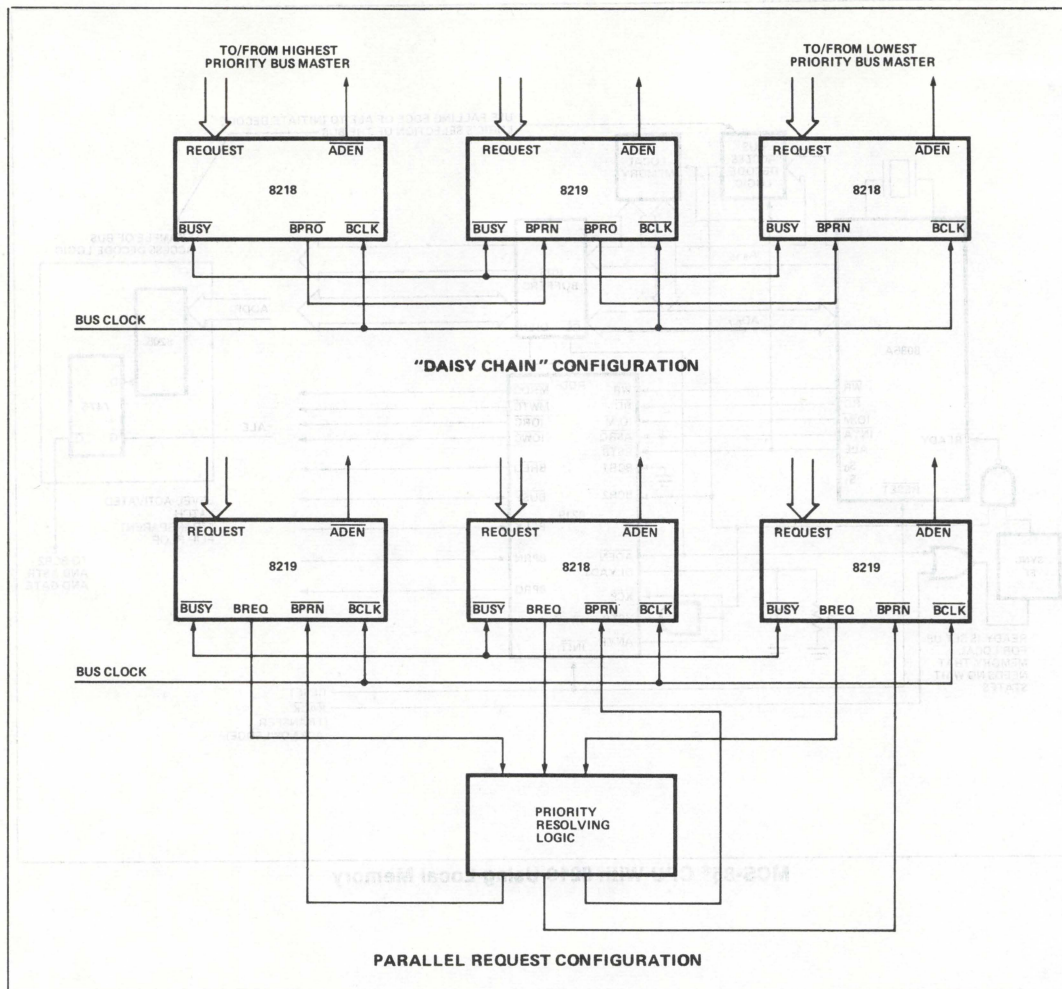 TO/FROM HIGHEST
PRIORITY BUS MASTER
TO/FROM LOWEST
PRIORITY BUS MASTER
REQUEST ADEN
8218
BUSY BPRO BCLK
REQUEST ADEN
8219
BUSY BPRN BPRO BCLK
REQUEST ADEN
8218
BUSY BPRN BCLK
BUS CLOCK
"DAISY CHAIN" CONFIGURATION
REQUEST ADEN
8219
BUSY BREQ BPRN BCLK
REQUEST ADEN
8218
BUSY BREQ BPRN BCLK
REQUEST ADEN
8219
BUSY BREQ BPRN BCLK
BUS CLOCK
PRIORITY
RESOLVING
LOGIC
PARALLEL REQUEST CONFIGURATION